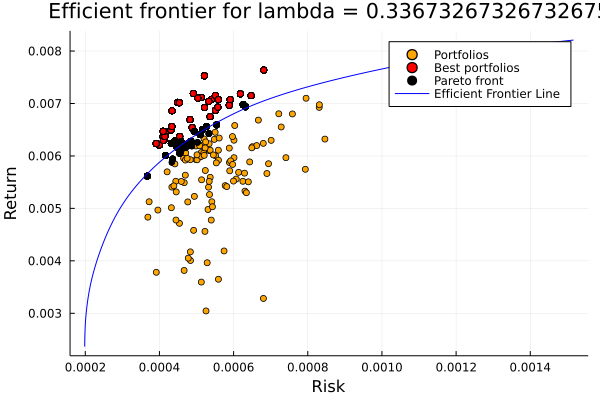 Efficient frontier for lambda = 0.33673267326732675
0.008
0.007
0.006
0.005
0.004
0.003
Return
Portfolios
Best portfolios
Pareto front
Efficient Frontier Line
0.0002
0.0004
0.0006
0.0008
0.0010
0.0012
0.0014
Risk